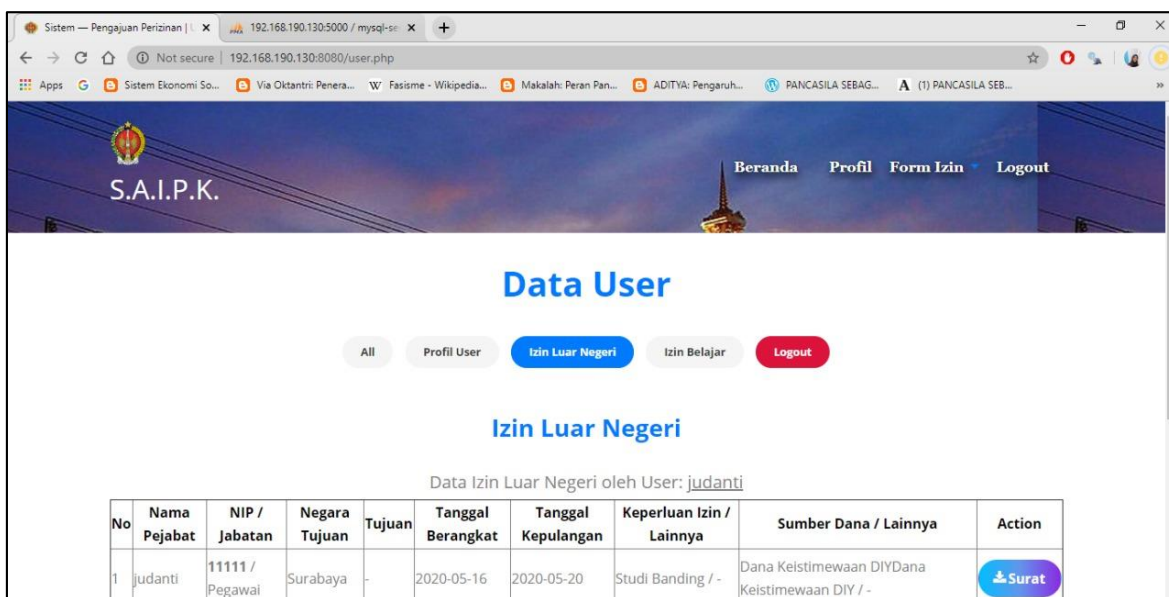 Sistem — Pengajuan Perizinan |
192.168.190.130:5000 / mysql-se
Not secure | 192.168.190.130:8080/user.php
Apps
Sistem Ekonomi So...
Via Oktantri: Penera...
Fasisme - Wikipedia...
Makalah: Peran Pan...
ADITYA: Pengaruh...
PANCASILA SEBAG...
(1) PANCASILA SEB...
Beranda Profil Form Izin Logout
S.A.I.P.K.
Data User
All Profil User Izin Luar Negeri Izin Belajar Logout
Izin Luar Negeri
Data Izin Luar Negeri oleh User: judanti
No
Nama
Pejabat
NIP /
Jabatan
Negara
Tujuan
Tujuan
Tanggal
Berangkat
Tanggal
Kepulangan
Keperluan Izin /
Lainnya
Sumber Dana / Lainnya
Action
1
judanti
11111 /
Pegawai
Surabaya
-
2020-05-16
2020-05-20
Studi Banding / -
Dana Keistimewaan DIYDana
Keistimewaan DIY / -
Surat